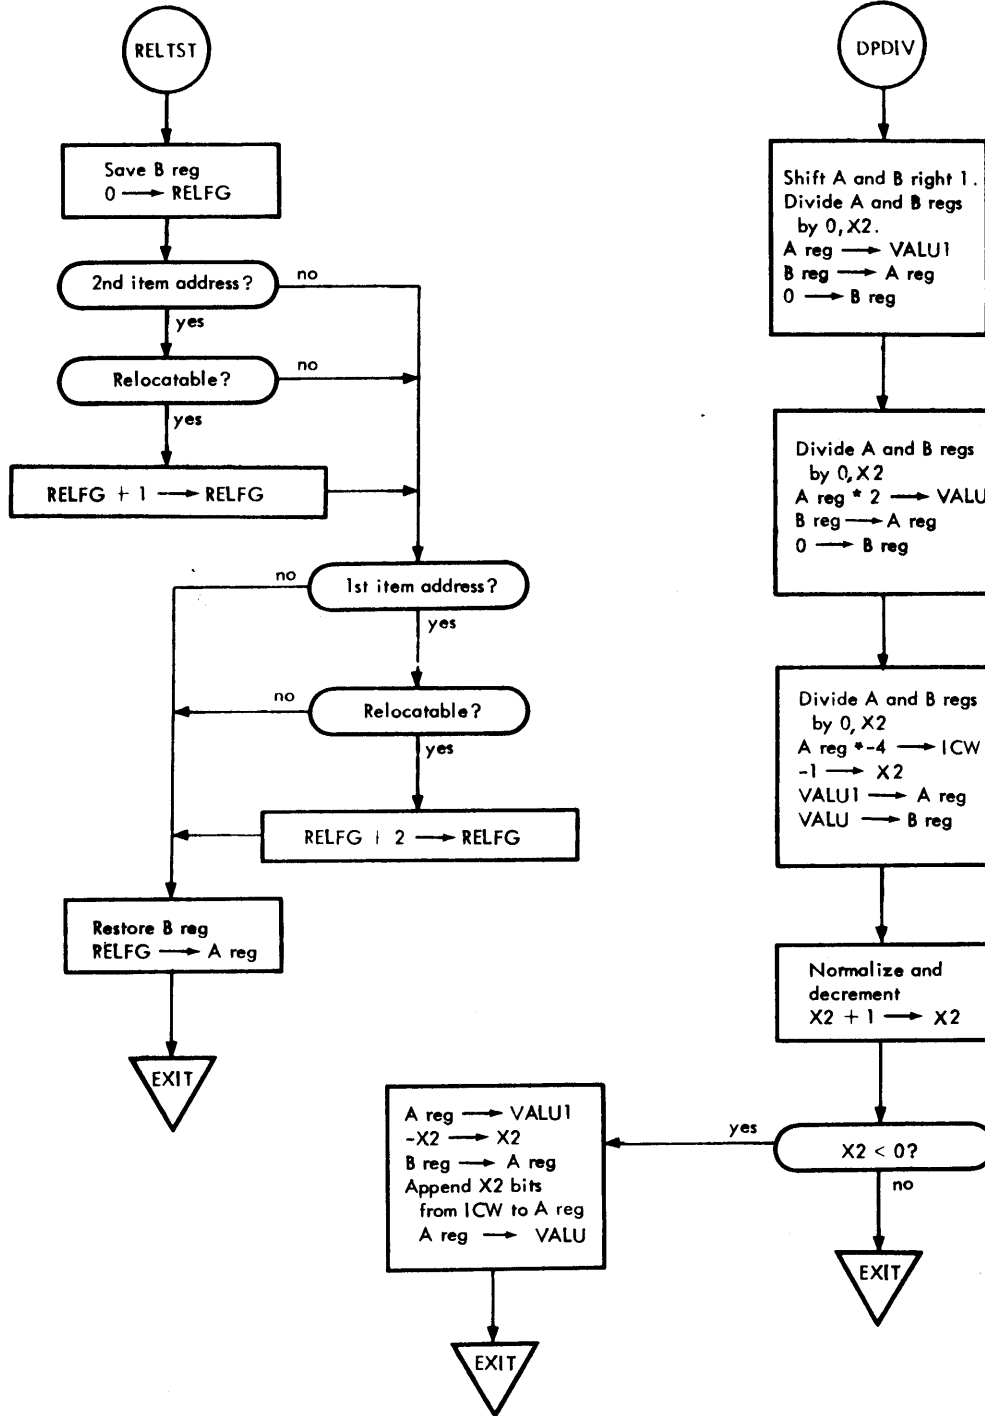 RELTST
Save B reg
0 → RELFG
2nd item address?
no
yes
Relocatable?
no
yes
RELFG + 1 → RELFG
1st item address?
no
yes
Relocatable?
no
yes
RELFG + 2 → RELFG
Restore B reg
RELFG → A reg
EXIT
DPDIV
Shift A and B right 1.
Divide A and B regs
by 0,X2.
A reg → VALU1
B reg → A reg
0 → B reg
Divide A and B regs
by 0,X2
A reg * 2 → VALU
B reg → A reg
0 → B reg
Divide A and B regs
by 0,X2
A reg *-4 → ICW
-1 → X2
VALU1 → A reg
VALU → B reg
Normalize and
decrement
X2 + 1 → X2
X2 < 0?
yes
no
A reg → VALU1
-X2 → X2
B reg → A reg
Append X2 bits
from ICW to A reg
A reg → VALU
EXIT
EXIT